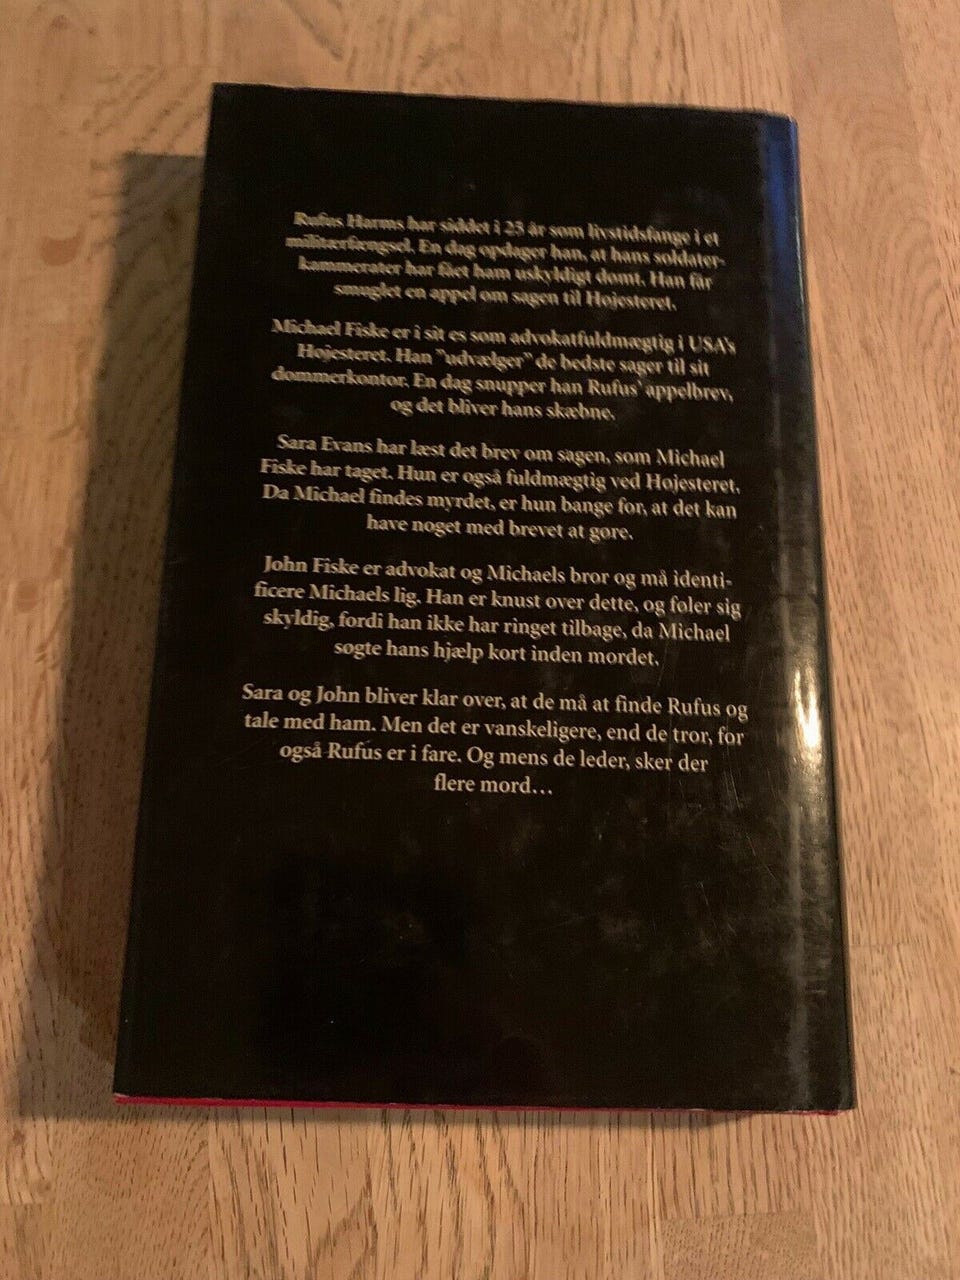 Rufus Harms har siddet i 25 år som livstidsfange i et
militærfængsel. En dag opdager han, at hans soldater-
kammerater har fået ham uskyldigt dømt. Han får
smuglet en appel om sagen til Højesteret.
Michael Fiske er i sit es som advokatfuldmægtig i USA's
Højesteret. Han "udvælger" de bedste sager til sit
dommerkontor. En dag snupper han Rufus' appelbrev,
og det bliver hans skæbne.
Sara Evans har læst det brev om sagen, som Michael
Fiske har taget. Hun er også fuldmægtig ved Højesteret.
Da Michael findes myrdet, er hun bange for, at det kan
have noget med brevet at gøre.
John Fiske er advokat og Michaels bror og må identi-
ficere Michaels lig. Han er knust over dette, og føler sig
skyldig, fordi han ikke har ringet tilbage, da Michael
søgte hans hjælp kort inden mordet.
Sara og John bliver klar over, at de må at finde Rufus og
tale med ham. Men det er vanskeligere, end de tror, for
også Rufus er i fare. Og mens de leder, sker der
flere mord...